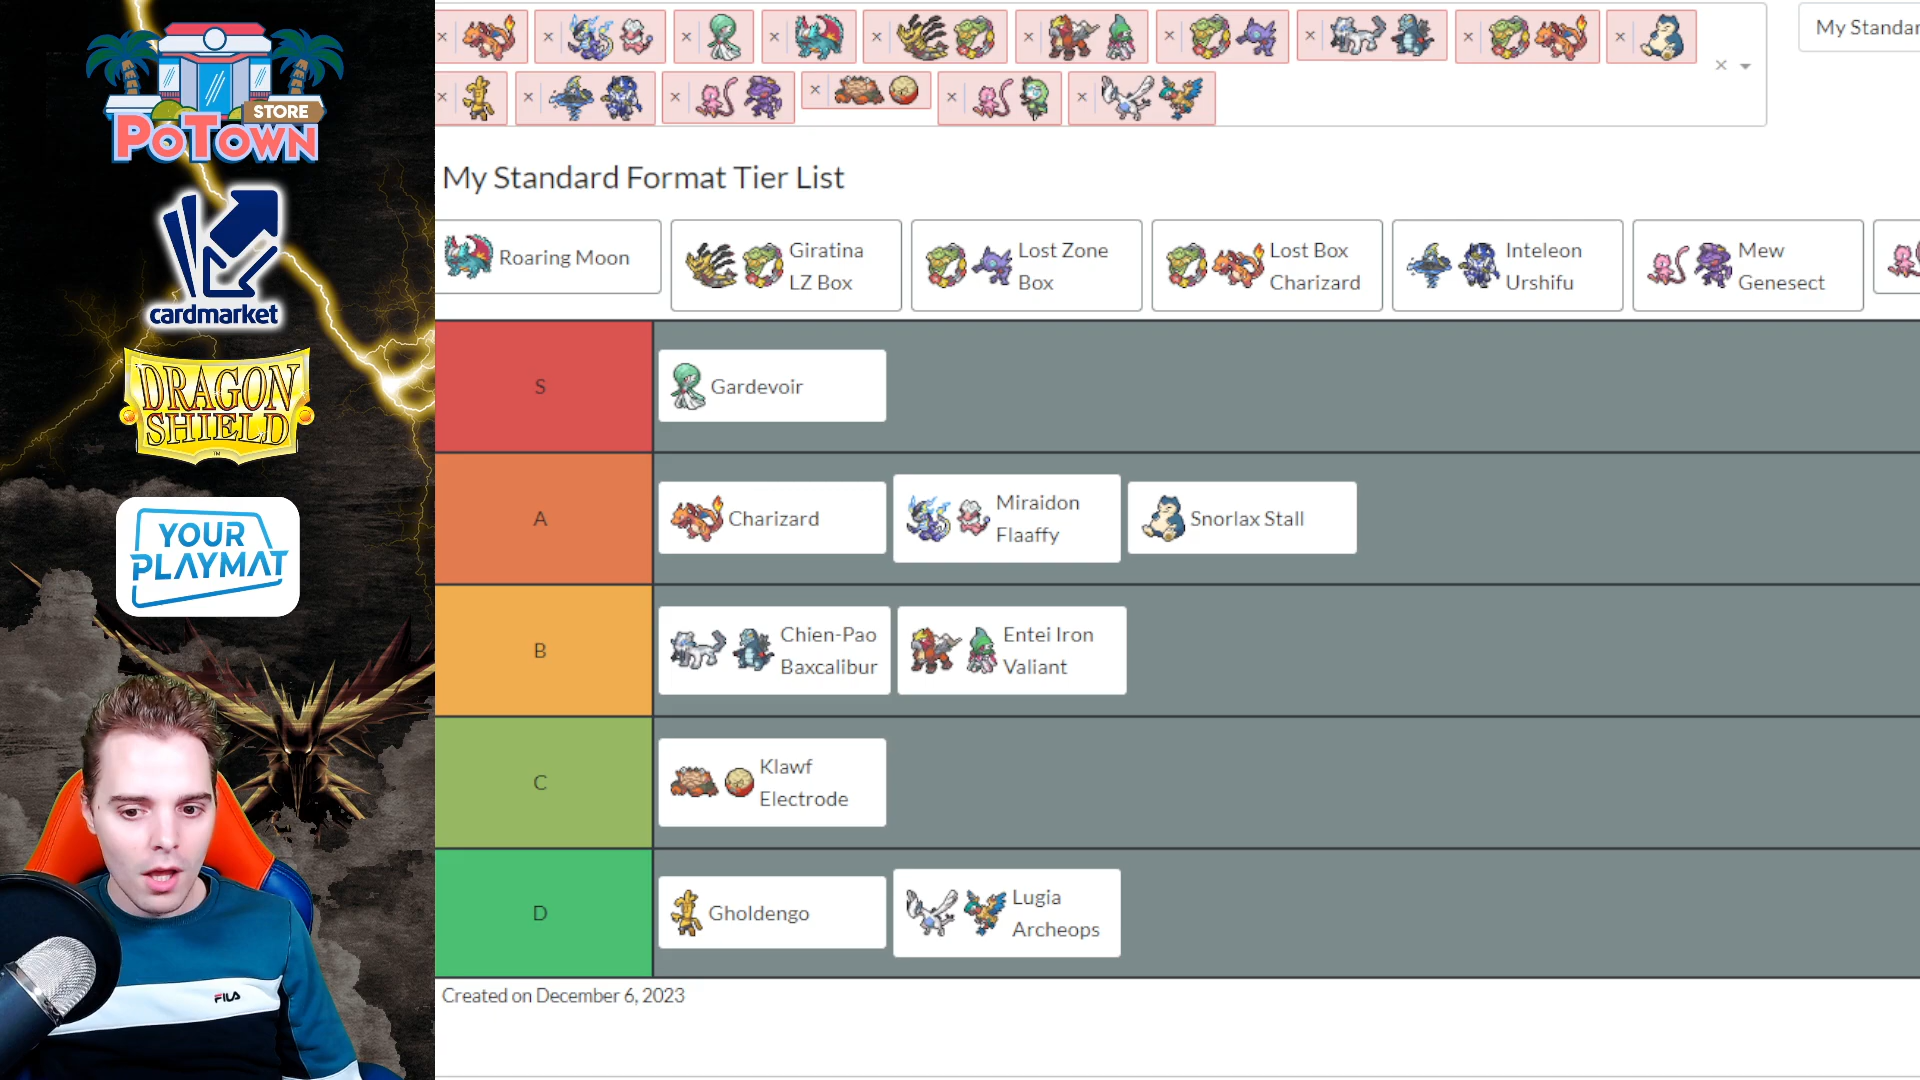 STORE
POTOWN
cardmarket
DRAGON
SHIELD
TM
YOUR
PLAYMAT
FILA
My Standar
My Standard Format Tier List
Roaring Moon
Giratina
LZ Box
Lost Zone
Box
Lost Box
Charizard
Inteleon
Urshifu
Mew
Genesect
S
Gardevoir
A
Charizard
Miraidon
Flaaffy
Snorlax Stall
B
Chien-Pao
Baxcalibur
Entei Iron
Valiant
C
Klawf
Electrode
D
Gholdengo
Lugia
Archeops
Created on December 6, 2023